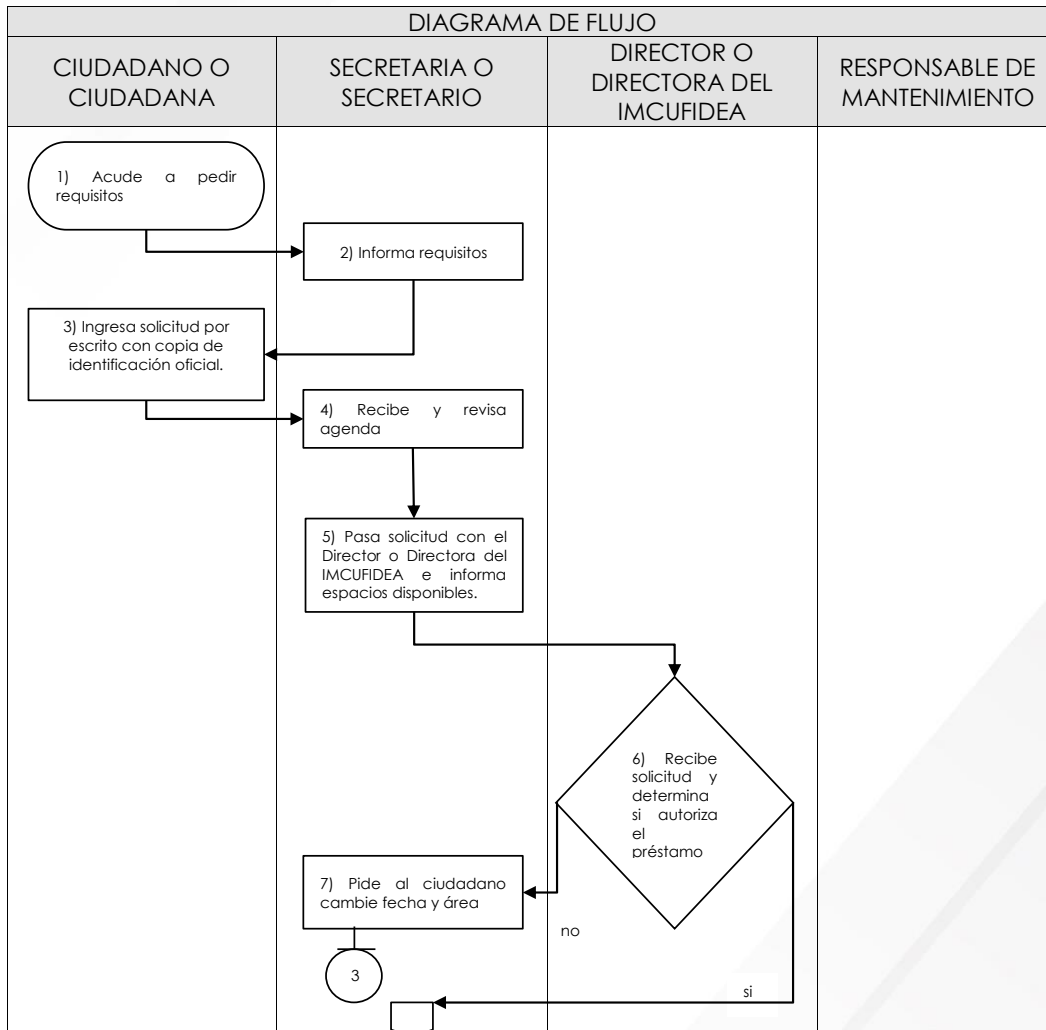 DIAGRAMA DE FLUJO
CIUDADANO O
CIUDADANA
SECRETARIA O
SECRETARIO
DIRECTOR O
DIRECTORA DEL
IMCUFIDEA
RESPONSABLE DE
MANTENIMIENTO
1) Acude a pedir
requisitos
2) Informa requisitos
3) Ingresa solicitud por
escrito con copia de
identificación oficial.
4) Recibe y revisa
agenda
5) Pasa solicitud con el
Director o Directora del
IMCUFIDEA e informa
espacios disponibles.
6) Recibe
solicitud y
determina
si autoriza
el
préstamo
7) Pide al ciudadano
cambie fecha y área
no
3
si